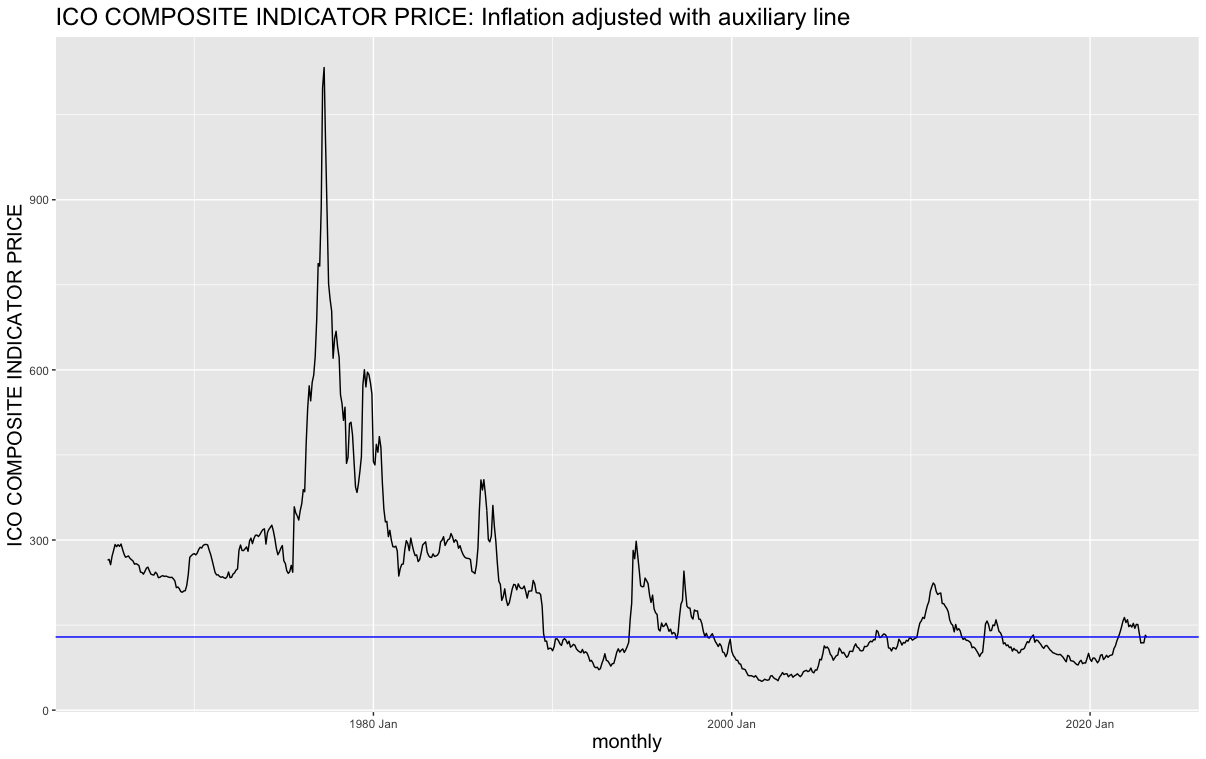 ICO COMPOSITE INDICATOR PRICE: Inflation adjusted with auxiliary line
ICO COMPOSITE INDICATOR PRICE
900
600
300
0
1980 Jan
2000 Jan
2020 Jan
monthly